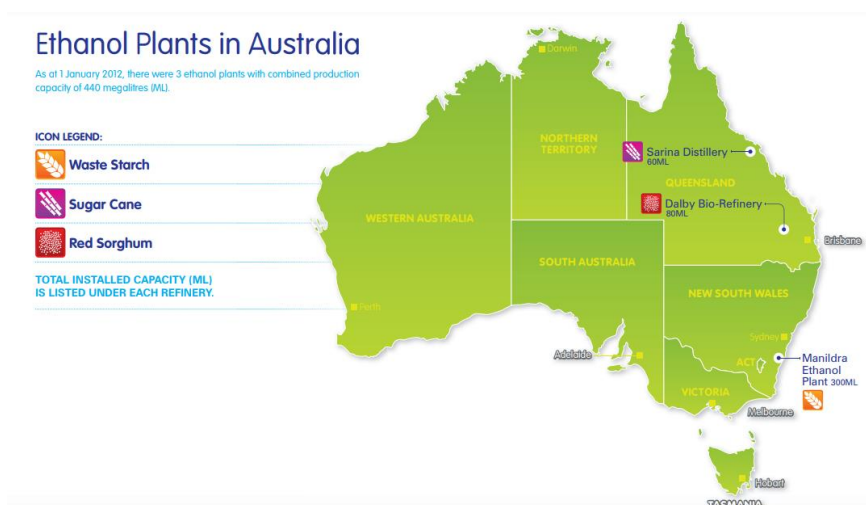 Ethanol Plants in Australia
As at 1 January 2012, there were 3 ethanol plants with combined production
capacity of 440 megalitres (ML).
ICON LEGEND:
Waste Starch
Sugar Cane
Red Sorghum
TOTAL INSTALLED CAPACITY (ML)
IS LISTED UNDER EACH REFINERY.
Darwin
NORTHERN
TERRITORY
Sarina Distillery
60ML
QUEENSLAND
Dalby Bio-Refinery
80ML
WESTERN AUSTRALIA
Brisbane
SOUTH AUSTRALIA
NEW SOUTH WALES
Perth
Sydney
Adelaide
ACT
Manildra
Ethanol
Plant 300ML
VICTORIA
Melbourne
Hobart
TASMANIA